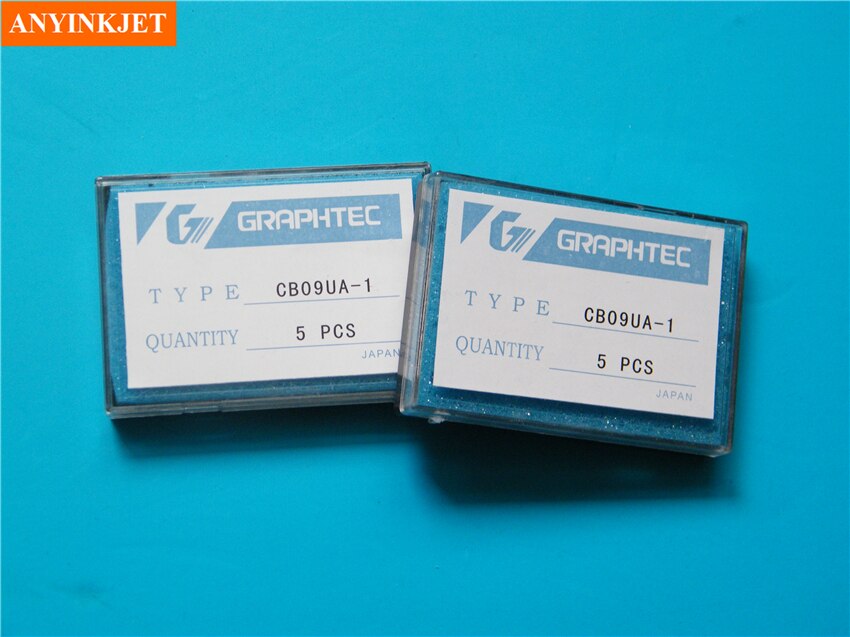 ANYINKJET
G GRAPHTEC
TYPE CB09UA-1
QUANTITY 5 PCS
JAPAN
G GRAPHTEC
TYPE CB09UA-1
QUANTITY 5 PCS
JAPAN